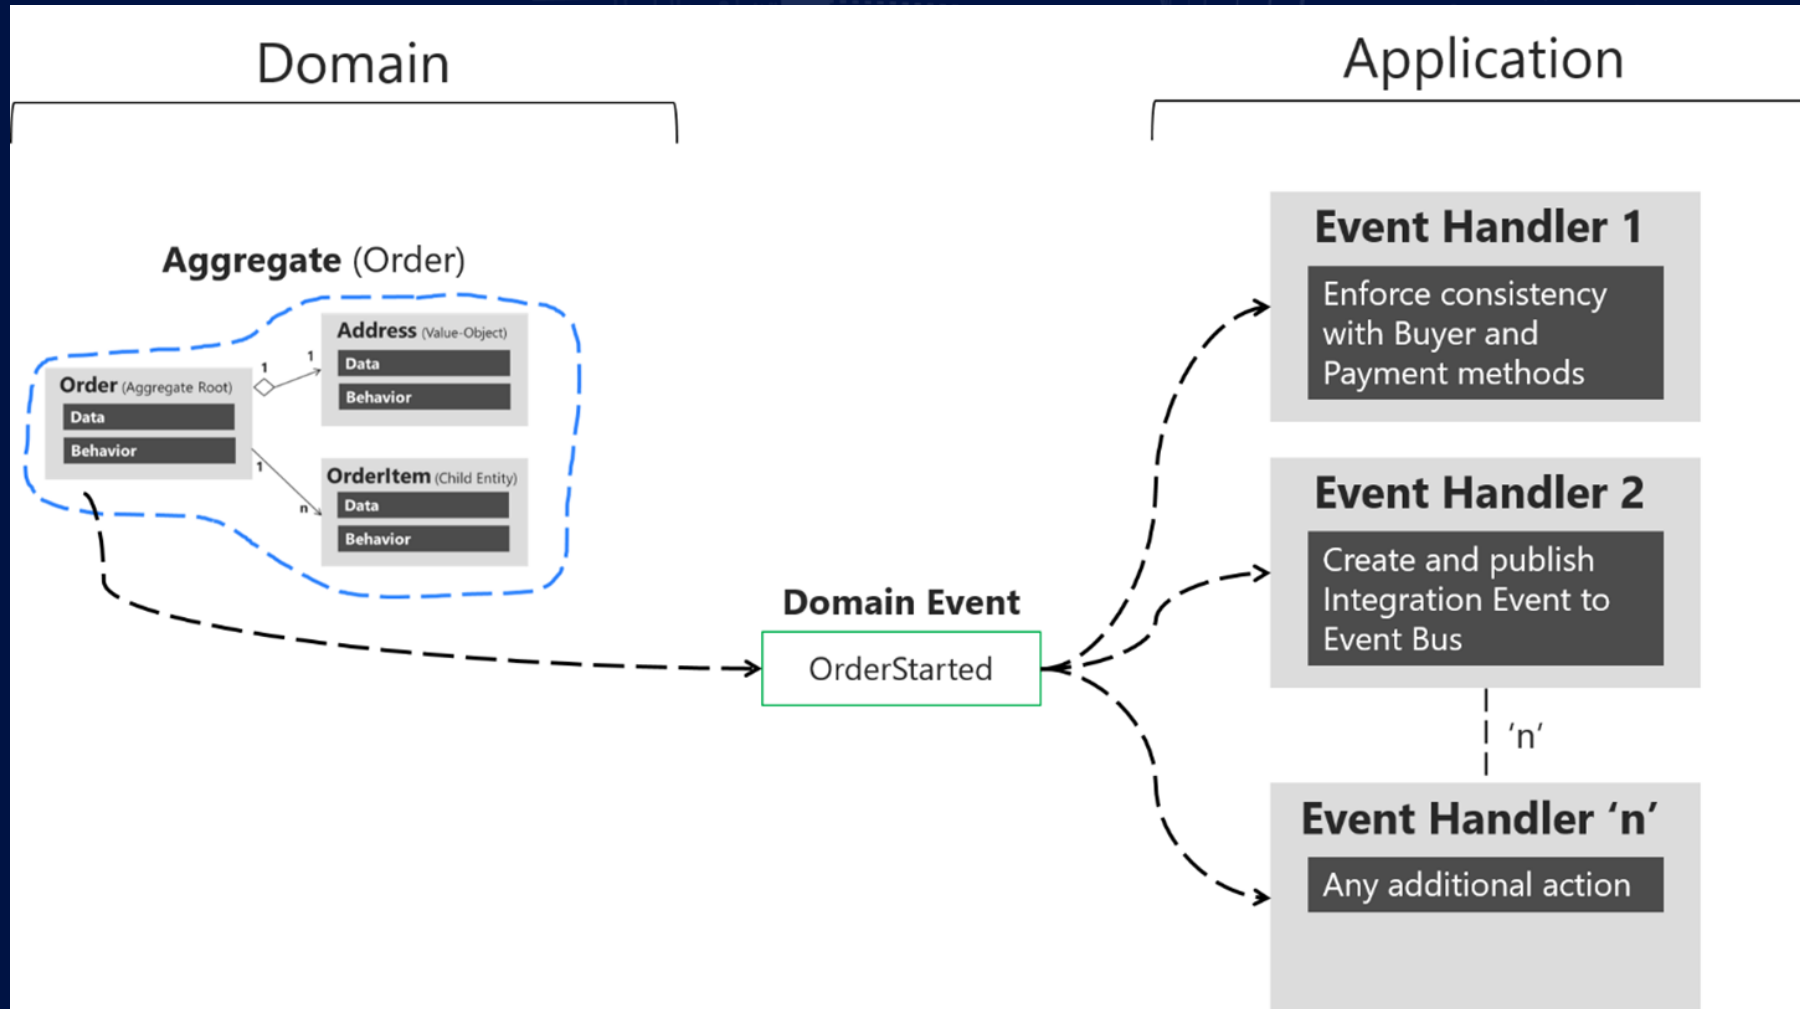 Domain
Application
Aggregate (Order)
Address (Value-Object)
Data
Behavior
1
1
Order (Aggregate Root)
Data
Behavior
1
n
OrderItem (Child Entity)
Data
Behavior
Domain Event
OrderStarted
Event Handler 1
Enforce consistency
with Buyer and
Payment methods
Event Handler 2
Create and publish
Integration Event to
Event Bus
‘n’
Event Handler ‘n’
Any additional action